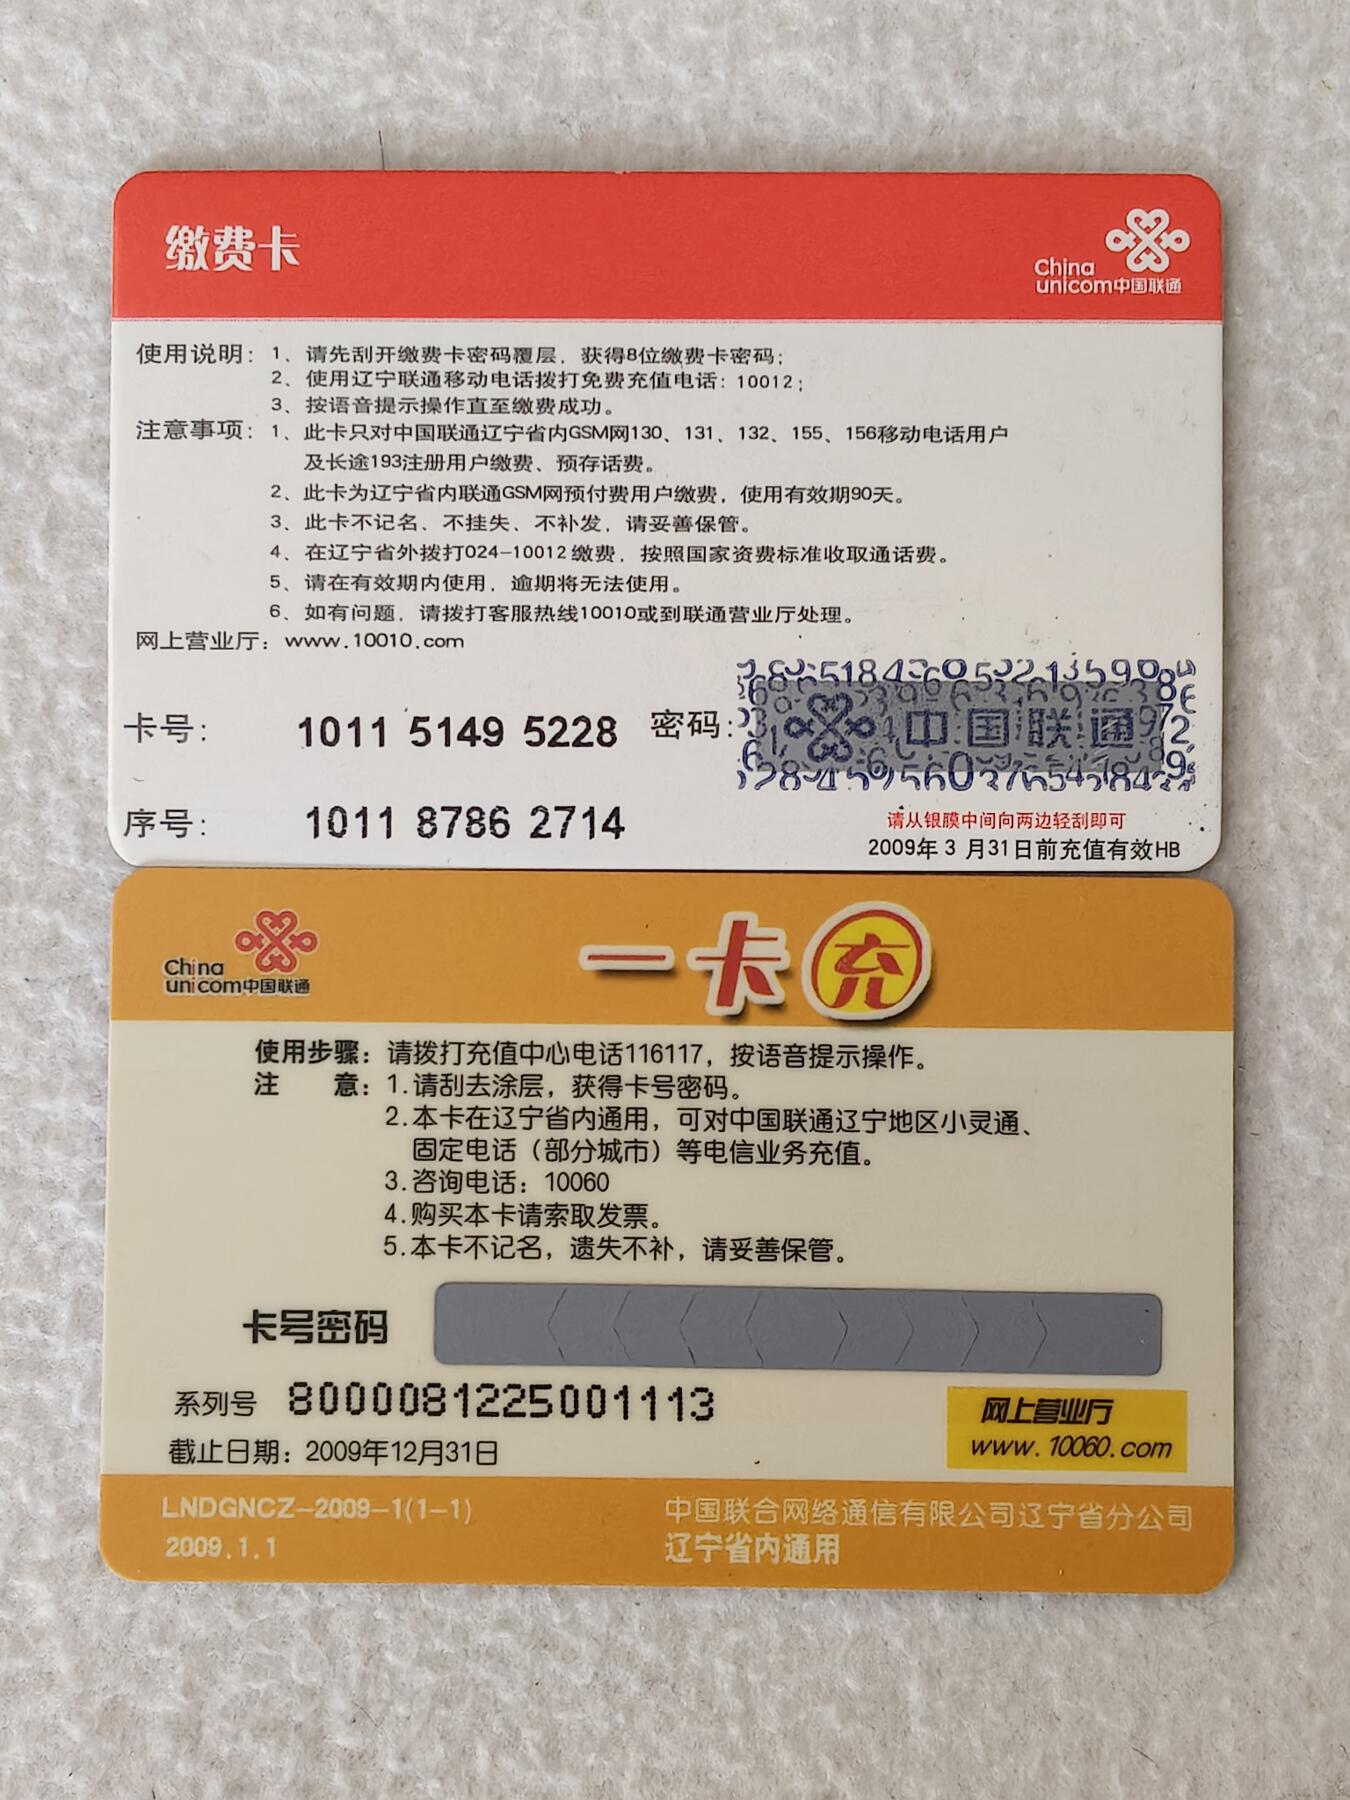 缴费卡
China
unicom中国联通
使用说明：1、请先刮开缴费卡密码覆层，获得8位缴费卡密码；
2、使用辽宁联通移动电话拨打免费充值电话：10012；
3、按语音提示操作直至缴费成功。
注意事项：1、此卡只对中国联通辽宁省内GSM网130、131、132、155、156移动电话用户
及长途193注册用户缴费、预存话费。
2、此卡为辽宁省内联通GSM网预付费用户缴费，使用有效期90天。
3、此卡不记名、不挂失、不补发，请妥善保管。
4、在辽宁省外拨打024-10012缴费，按照国家资费标准收取通话费。
5、请在有效期内使用，逾期将无法使用。
6、如有问题，请拨打客服热线10010或到联通营业厅处理。
网上营业厅：www.10010.com
卡号： 1011 5149 5228 密码：
中国联通
序号： 1011 8786 2714
请从银膜中间向两边轻刮即可
2009年 3 月31日前充值有效HB
China
unicom中国联通
一卡充
使用步骤：请拨打充值中心电话116117，按语音提示操作。
注 意：1.请刮去涂层，获得卡号密码。
2.本卡在辽宁省内通用，可对中国联通辽宁地区小灵通、
固定电话（部分城市）等电信业务充值。
3.咨询电话：10060
4.购买本卡请索取发票。
5.本卡不记名，遗失不补，请妥善保管。
卡号密码
系列号 8000081225001113
截止日期：2009年12月31日
网上营业厅
www.10060.com
LNDGNCZ-2009-1(1-1)
2009.1.1
中国联合网络通信有限公司辽宁省分公司
辽宁省内通用